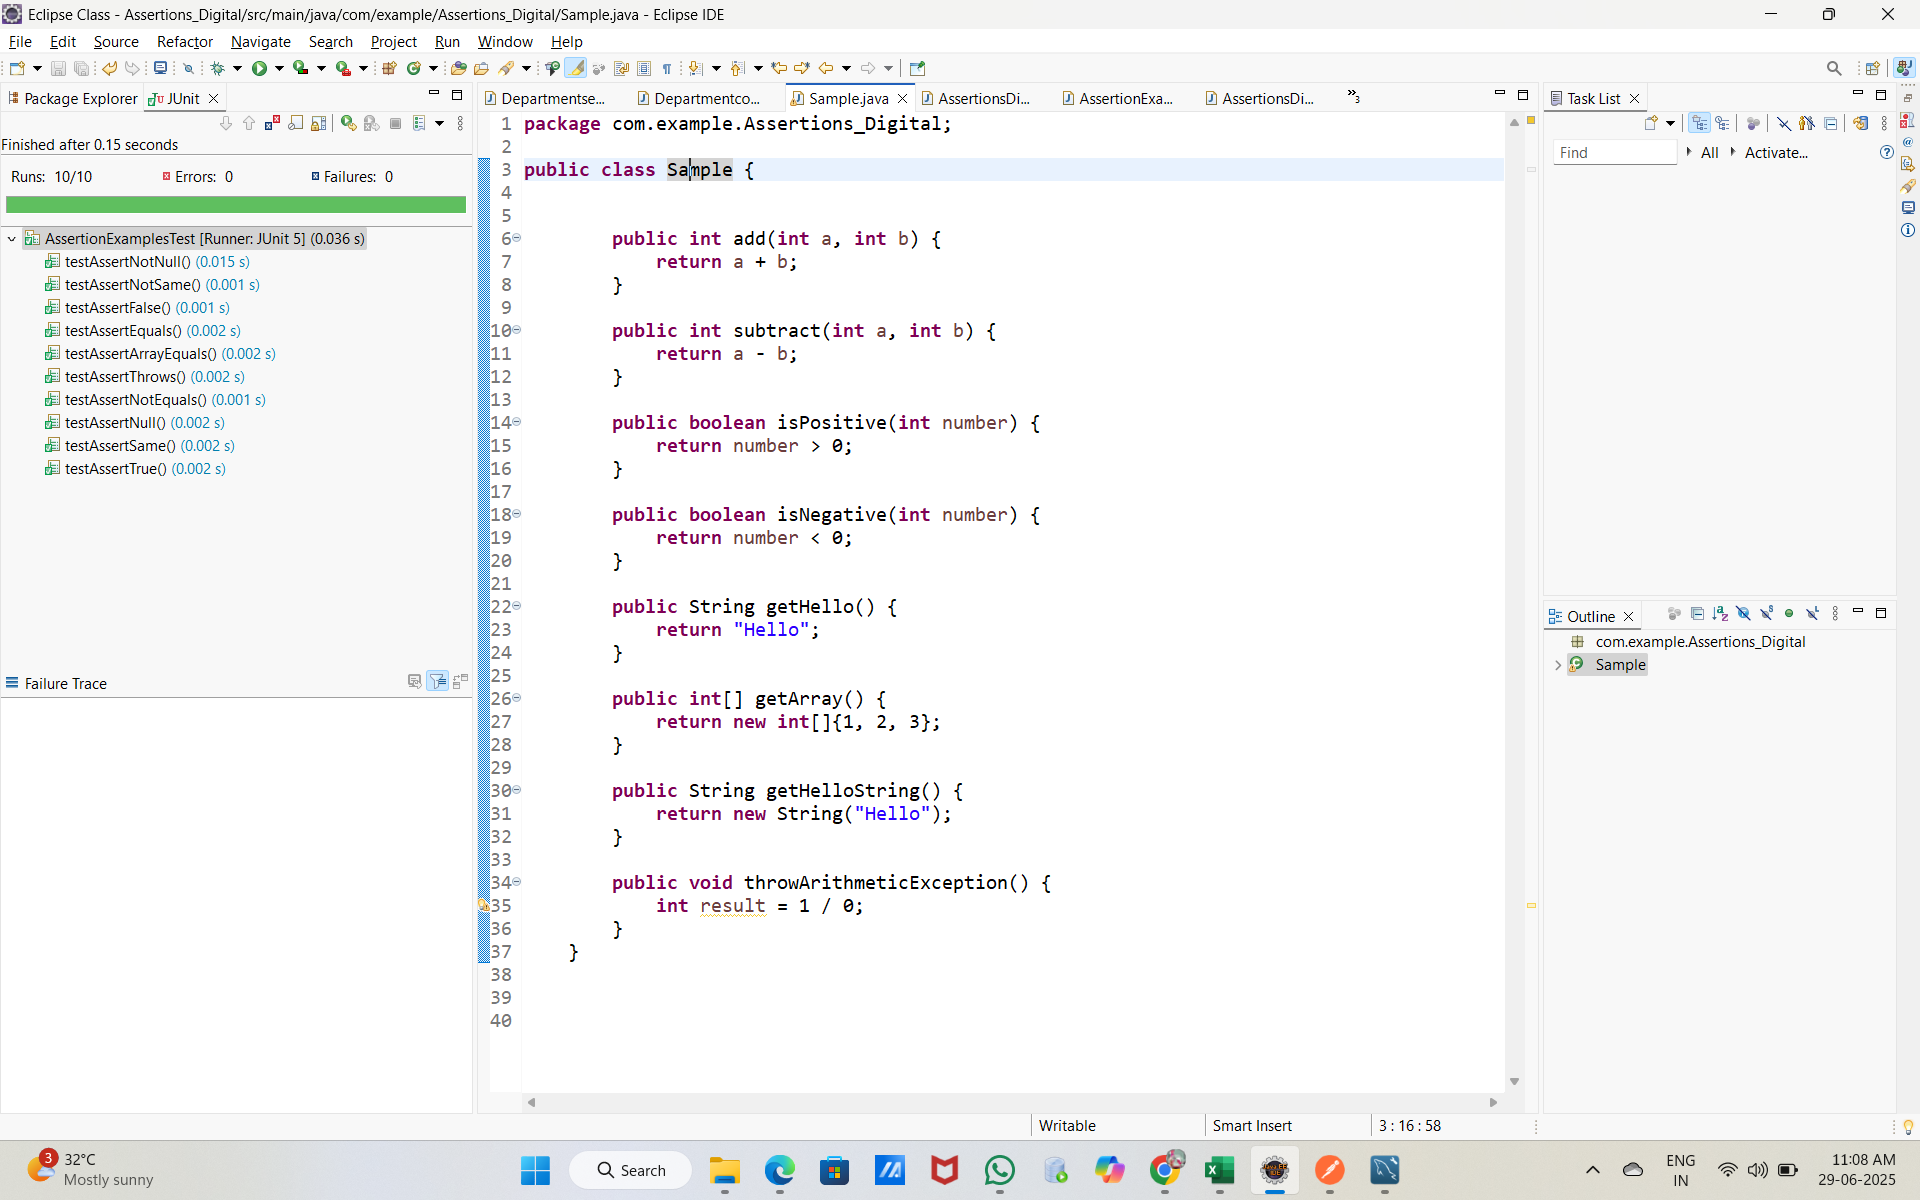 Eclipse Class - Assertions_Digital/src/main/java/com/example/Assertions_Digital/Sample.java - Eclipse IDE
File Edit Source Refactor Navigate Search Project Run Window Help
Package Explorer JUnit
Finished after 0.15 seconds
Runs: 10/10 Errors: 0 Failures: 0
AssertionExamplesTest [Runner: JUnit 5] (0.036 s)
testAssertNotNull() (0.015 s)
testAssertNotSame() (0.001 s)
testAssertFalse() (0.001 s)
testAssertEquals() (0.002 s)
testAssertArrayEquals() (0.002 s)
testAssertThrows() (0.002 s)
testAssertNotEquals() (0.001 s)
testAssertNull() (0.002 s)
testAssertSame() (0.002 s)
testAssertTrue() (0.002 s)
Failure Trace
Departmentse... Departmentco... Sample.java AssertionsDi... AssertionExa... AssertionsDi... »3
1 package com.example.Assertions_Digital;
2
3 public class Sample {
4
5
6 public int add(int a, int b) {
7 return a + b;
8 }
9
10 public int subtract(int a, int b) {
11 return a - b;
12 }
13
14 public boolean isPositive(int number) {
15 return number > 0;
16 }
17
18 public boolean isNegative(int number) {
19 return number < 0;
20 }
21
22 public String getHello() {
23 return "Hello";
24 }
25
26 public int[] getArray() {
27 return new int[]{1, 2, 3};
28 }
29
30 public String getHelloString() {
31 return new String("Hello");
32 }
33
34 public void throwArithmeticException() {
35 int result = 1 / 0;
36 }
37 }
38
39
40
Task List
Find All Activate...
Outline
com.example.Assertions_Digital
Sample
Writable Smart Insert 3 : 16 : 58
3 32°C
Mostly sunny
Search
ENG
IN
11:08 AM
29-06-2025